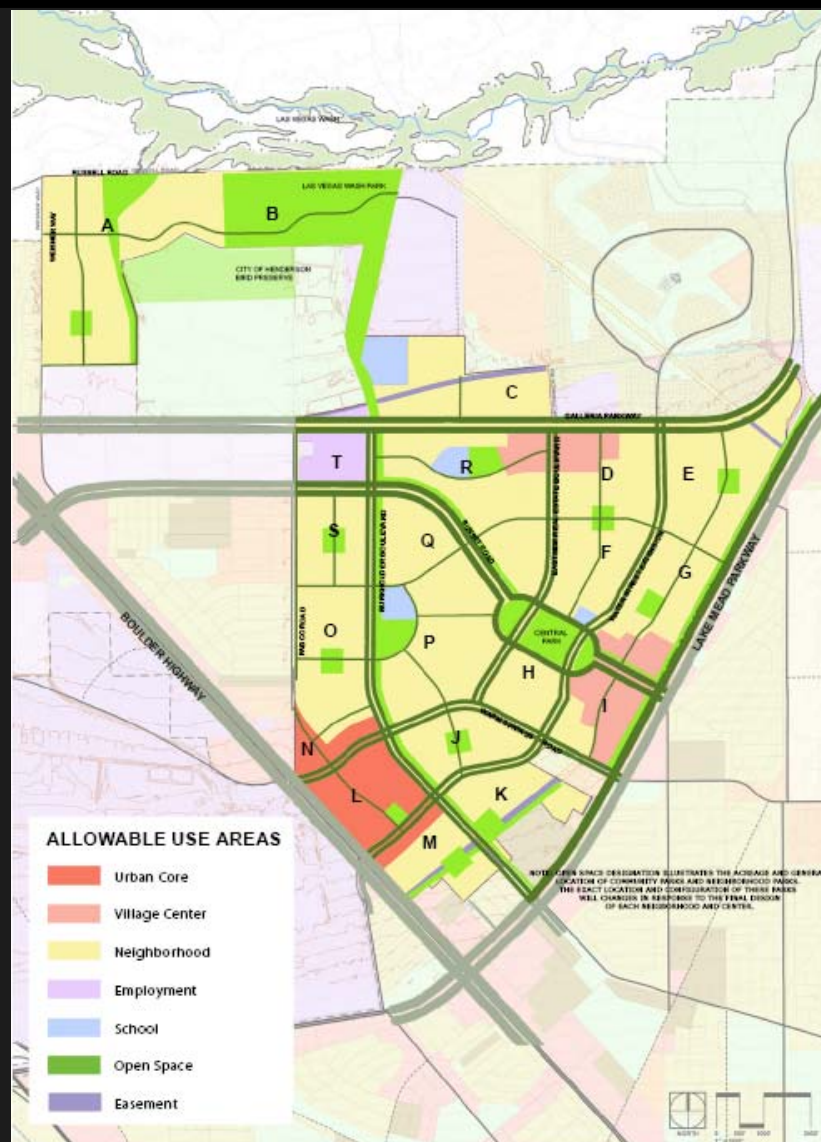 LAS VEGAS WASH
RUSSELL ROAD
LAS VEGAS WASH PARK
A
B
CITY OF HENDERSON
BIRD PRESERVE
C
GALLERIA PARKWAY
T
R
D
E
S
Q
SUNSET ROAD
F
G
BOULDER HIGHWAY
LAKE MEAD PARKWAY
O
P
CENTRAL
PARK
H
I
N
J
L
K
M
ALLOWABLE USE AREAS
Urban Core
Village Center
Neighborhood
Employment
School
Open Space
Easement
NOTE: OPEN SPACE DESIGNATION ILLUSTRATES THE ACREAGE AND GENERAL
LOCATION OF COMMUNITY PARKS AND NEIGHBORHOOD PARKS.
THE EXACT LOCATION AND CONFIGURATION OF THESE PARKS
WILL CHANGES IN RESPONSE TO THE FINAL DESIGN
OF EACH NEIGHBORHOOD AND CENTER.
NORTH